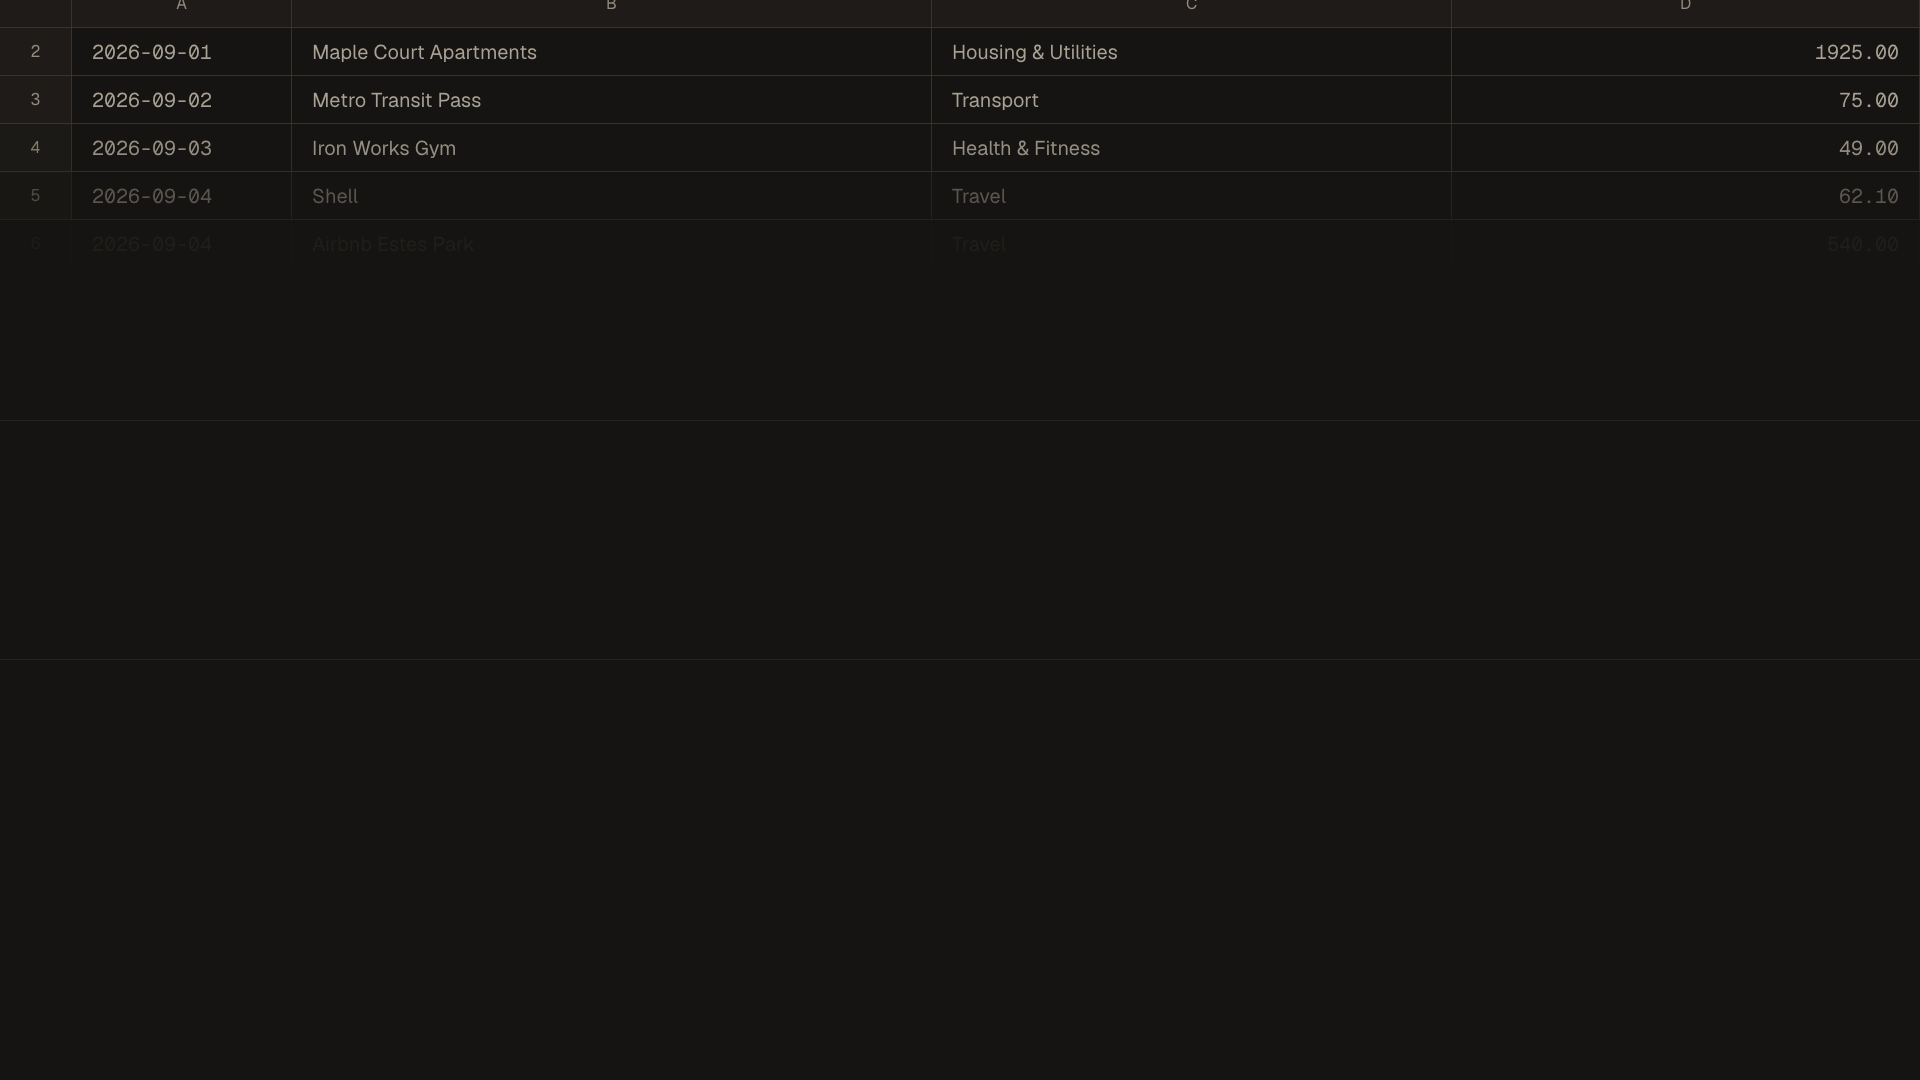 A B C D
2 2026-09-01 Maple Court Apartments Housing & Utilities 1925.00
3 2026-09-02 Metro Transit Pass Transport 75.00
4 2026-09-03 Iron Works Gym Health & Fitness 49.00
5 2026-09-04 Shell Travel 62.10
6 2026-09-04 Airbnb Estes Park Travel 540.00